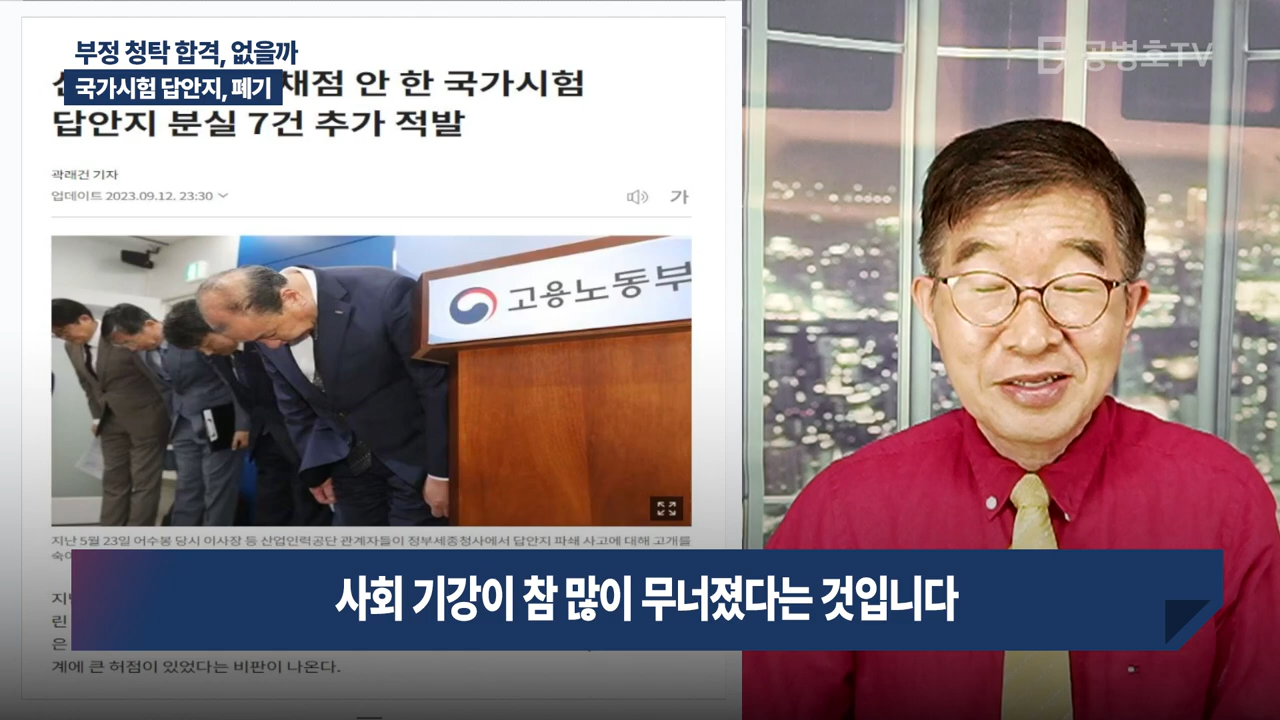 부정 청탁 합격, 없을까
국가시험 답안지, 폐기
채점 안 한 국가시험
답안지 분실 7건 추가 적발
곽래건 기자
업데이트 2023.09.12. 23:30
가
고용노동부
지난 5월 23일 어수봉 당시 이사장 등 산업인력공단 관계자들이 정부세종청사에서 답안지 파쇄 사고에 대해 고개를
사회 기강이 참 많이 무너졌다는 것입니다
린
은
계에 큰 허점이 있었다는 비판이 나온다.
공병호TV